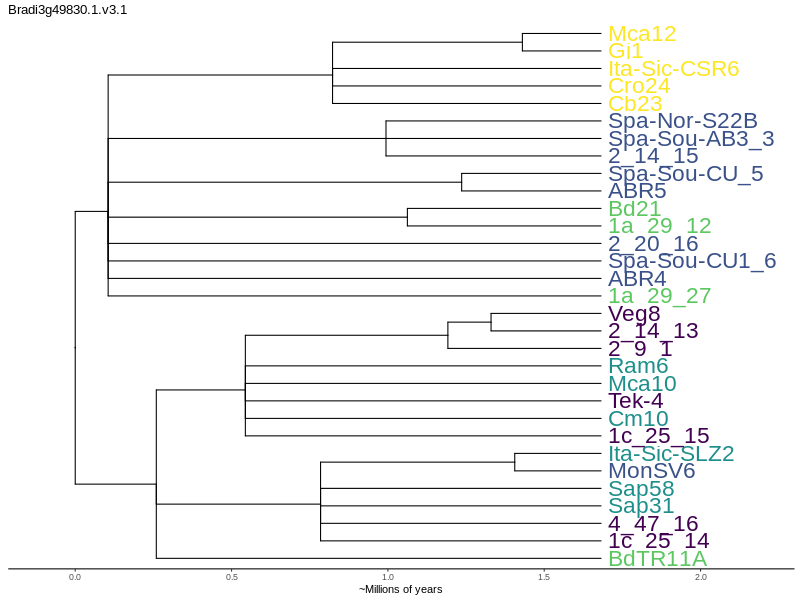 Bradi3g49830.1.v3.1
Mca12
Gi1
Ita-Sic-CSR6
Cro24
Cb23
Spa-Nor-S22B
Spa-Sou-AB3_3
2_14_15
Spa-Sou-CU_5
ABR5
Bd21
1a_29_12
2_20_16
Spa-Sou-CU1_6
ABR4
1a_29_27
Veg8
2_14_13
2_9_1
Ram6
Mca10
Tek-4
Cm10
1c_25_15
Ita-Sic-SLZ2
MonSV6
Sap58
Sap31
4_47_16
1c_25_14
BdTR11A
0.0 0.5 1.0 1.5 2.0
~Millions of years